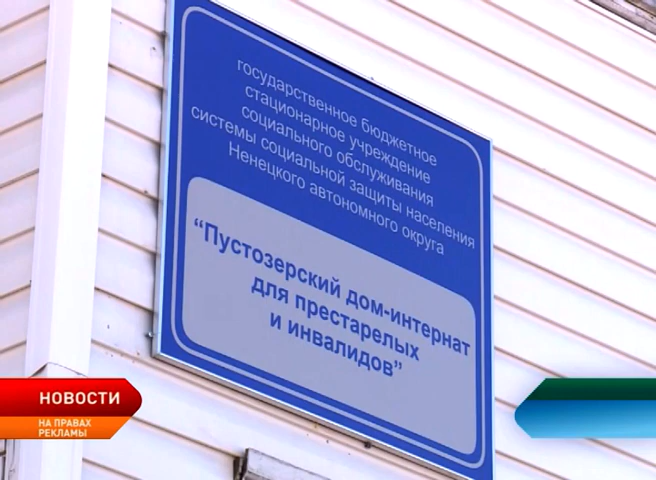 государственное бюджетное
стационарное учреждение
социального обслуживания
системы социальной защиты населения
Ненецкого автономного округа
“Пустозерский дом-интернат
для престарелых
и инвалидов”
НОВОСТИ
НА ПРАВАХ
РЕКЛАМЫ